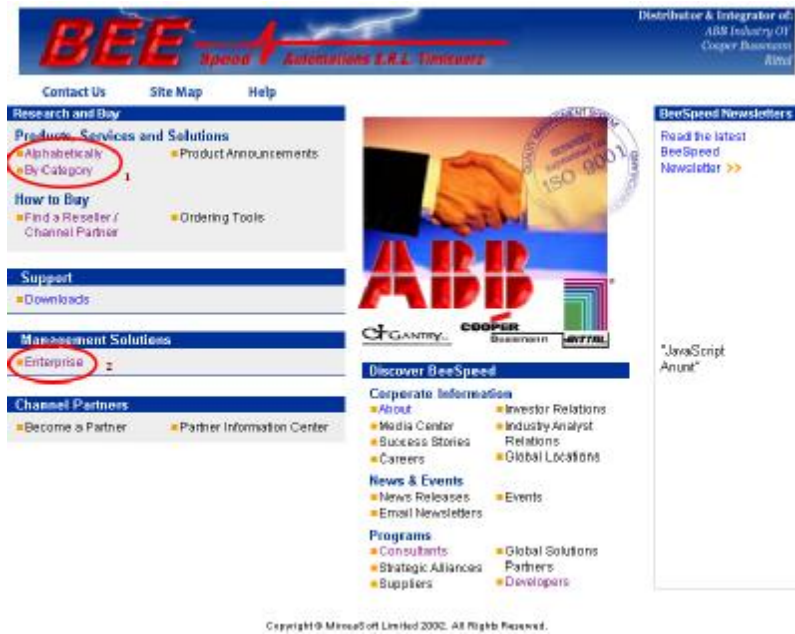 BEE Speed Automations S.R.L. Timisoara
Distributor & Integrator of:
ABB Industry OY
Cooper Bussmann
Rittal
Contact Us Site Map Help
Research and Buy
Products, Services and Solutions
Alphabetically Product Announcements
By Category 1
How to Buy
Find a Reseller / Ordering Tools
Channel Partner
Support
Downloads
Management Solutions
Enterprise 2
Channel Partners
Become a Partner Partner Information Center
ISO 9001
ABB
GANTRY
COOPER Bussmann
RITTAL
Discover BeeSpeed
Corporate Information
About Investor Relations
Media Center Industry Analyst
Success Stories Relations
Careers Global Locations
News & Events
News Releases Events
Email Newsletters
Programs
Consultants Global Solutions
Strategic Alliances Partners
Suppliers Developers
BeeSpeed Newsletters
Read the latest
BeeSpeed
Newsletter >>
"JavaScript
Anunt"
Copyright © MirceaSoft Limited 2002. All Rights Reserved.